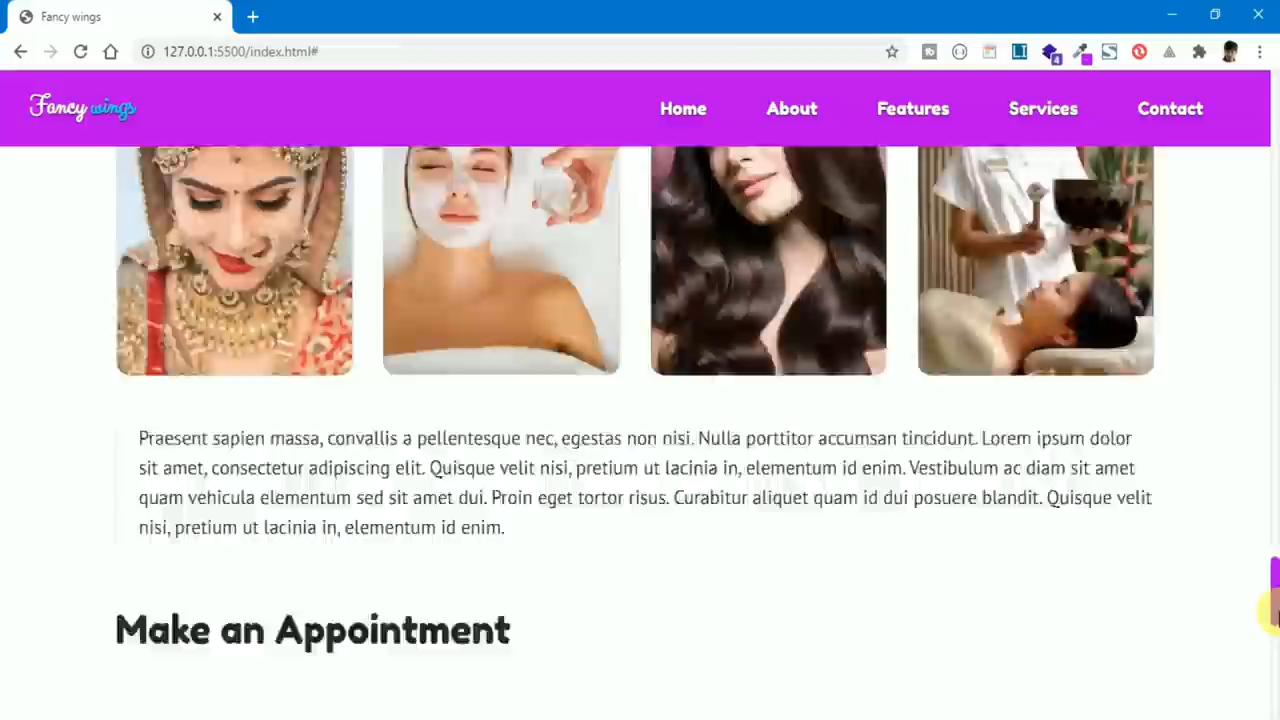 Fancy wings
127.0.0.1:5500/index.html#
4
Fancy wings
Home
About
Features
Services
Contact
Praesent sapien massa, convallis a pellentesque nec, egestas non nisi. Nulla porttitor accumsan tincidunt. Lorem ipsum dolor
sit amet, consectetur adipiscing elit. Quisque velit nisi, pretium ut lacinia in, elementum id enim. Vestibulum ac diam sit amet
quam vehicula elementum sed sit amet dui. Proin eget tortor risus. Curabitur aliquet quam id dui posuere blandit. Quisque velit
nisi, pretium ut lacinia in, elementum id enim.
Make an Appointment